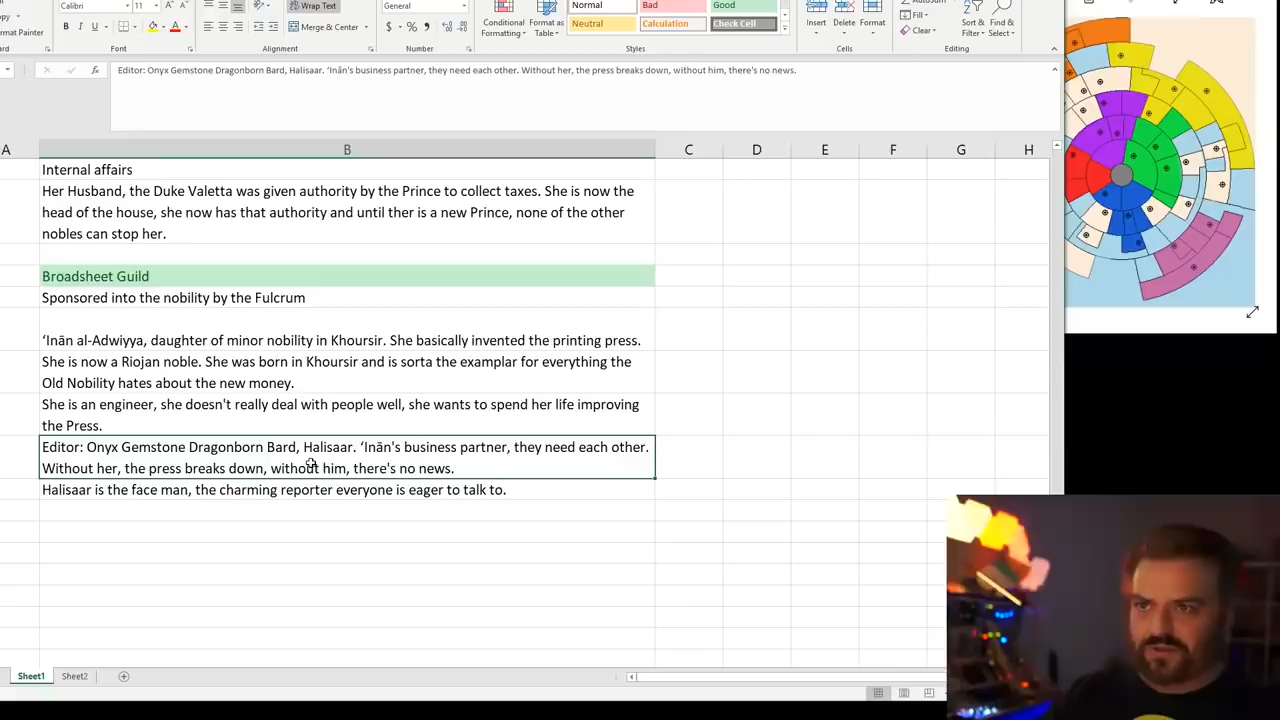 Calibri
11
Wrap Text
General
Normal
Bad
Good
Format Painter
Merge & Center
Conditional
Formatting
Format as
Table
Neutral
Calculation
Check Cell
Insert
Delete
Format
Fill
Clear
Sort &
Filter
Find &
Select
Font
Alignment
Number
Styles
Cells
Editing
Editor: Onyx Gemstone Dragonborn Bard, Halisaar. ‘Inān's business partner, they need each other. Without her, the press breaks down, without him, there's no news.
A B C D E F G H
Internal affairs
Her Husband, the Duke Valetta was given authority by the Prince to collect taxes. She is now the
head of the house, she now has that authority and until ther is a new Prince, none of the other
nobles can stop her.
Broadsheet Guild
Sponsored into the nobility by the Fulcrum
‘Inān al-Adwiyya, daughter of minor nobility in Khoursir. She basically invented the printing press.
She is now a Riojan noble. She was born in Khoursir and is sorta the examplar for everything the
Old Nobility hates about the new money.
She is an engineer, she doesn't really deal with people well, she wants to spend her life improving
the Press.
Editor: Onyx Gemstone Dragonborn Bard, Halisaar. ‘Inān's business partner, they need each other.
Without her, the press breaks down, without him, there's no news.
Halisaar is the face man, the charming reporter everyone is eager to talk to.
Sheet1
Sheet2